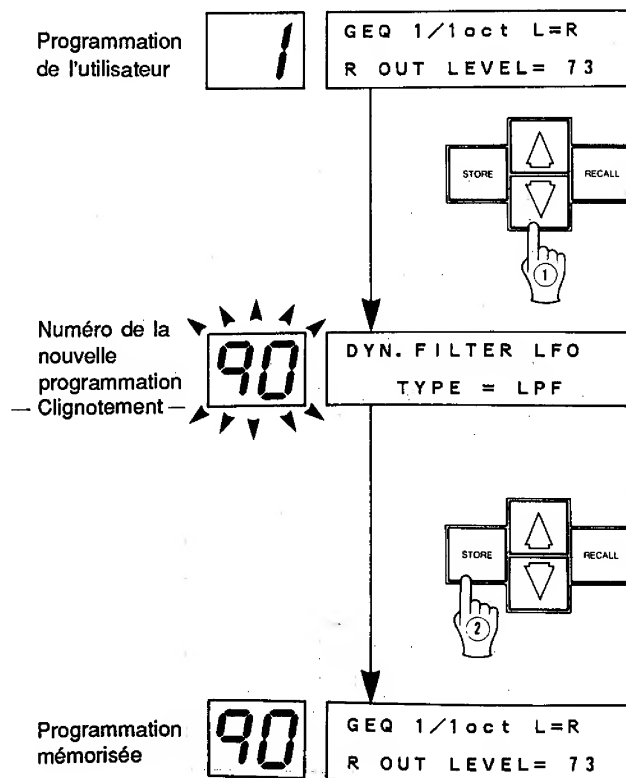 Programmation
de l'utilisateur
1
GEQ 1/1oct L=R
R OUT LEVEL= 73
STORE
RECALL
1
Numéro de la
nouvelle
programmation
— Clignotement —
90
DYN. FILTER LFO
TYPE = LPF
STORE
RECALL
2
Programmation
mémorisée
90
GEQ 1/1oct L=R
R OUT LEVEL= 73